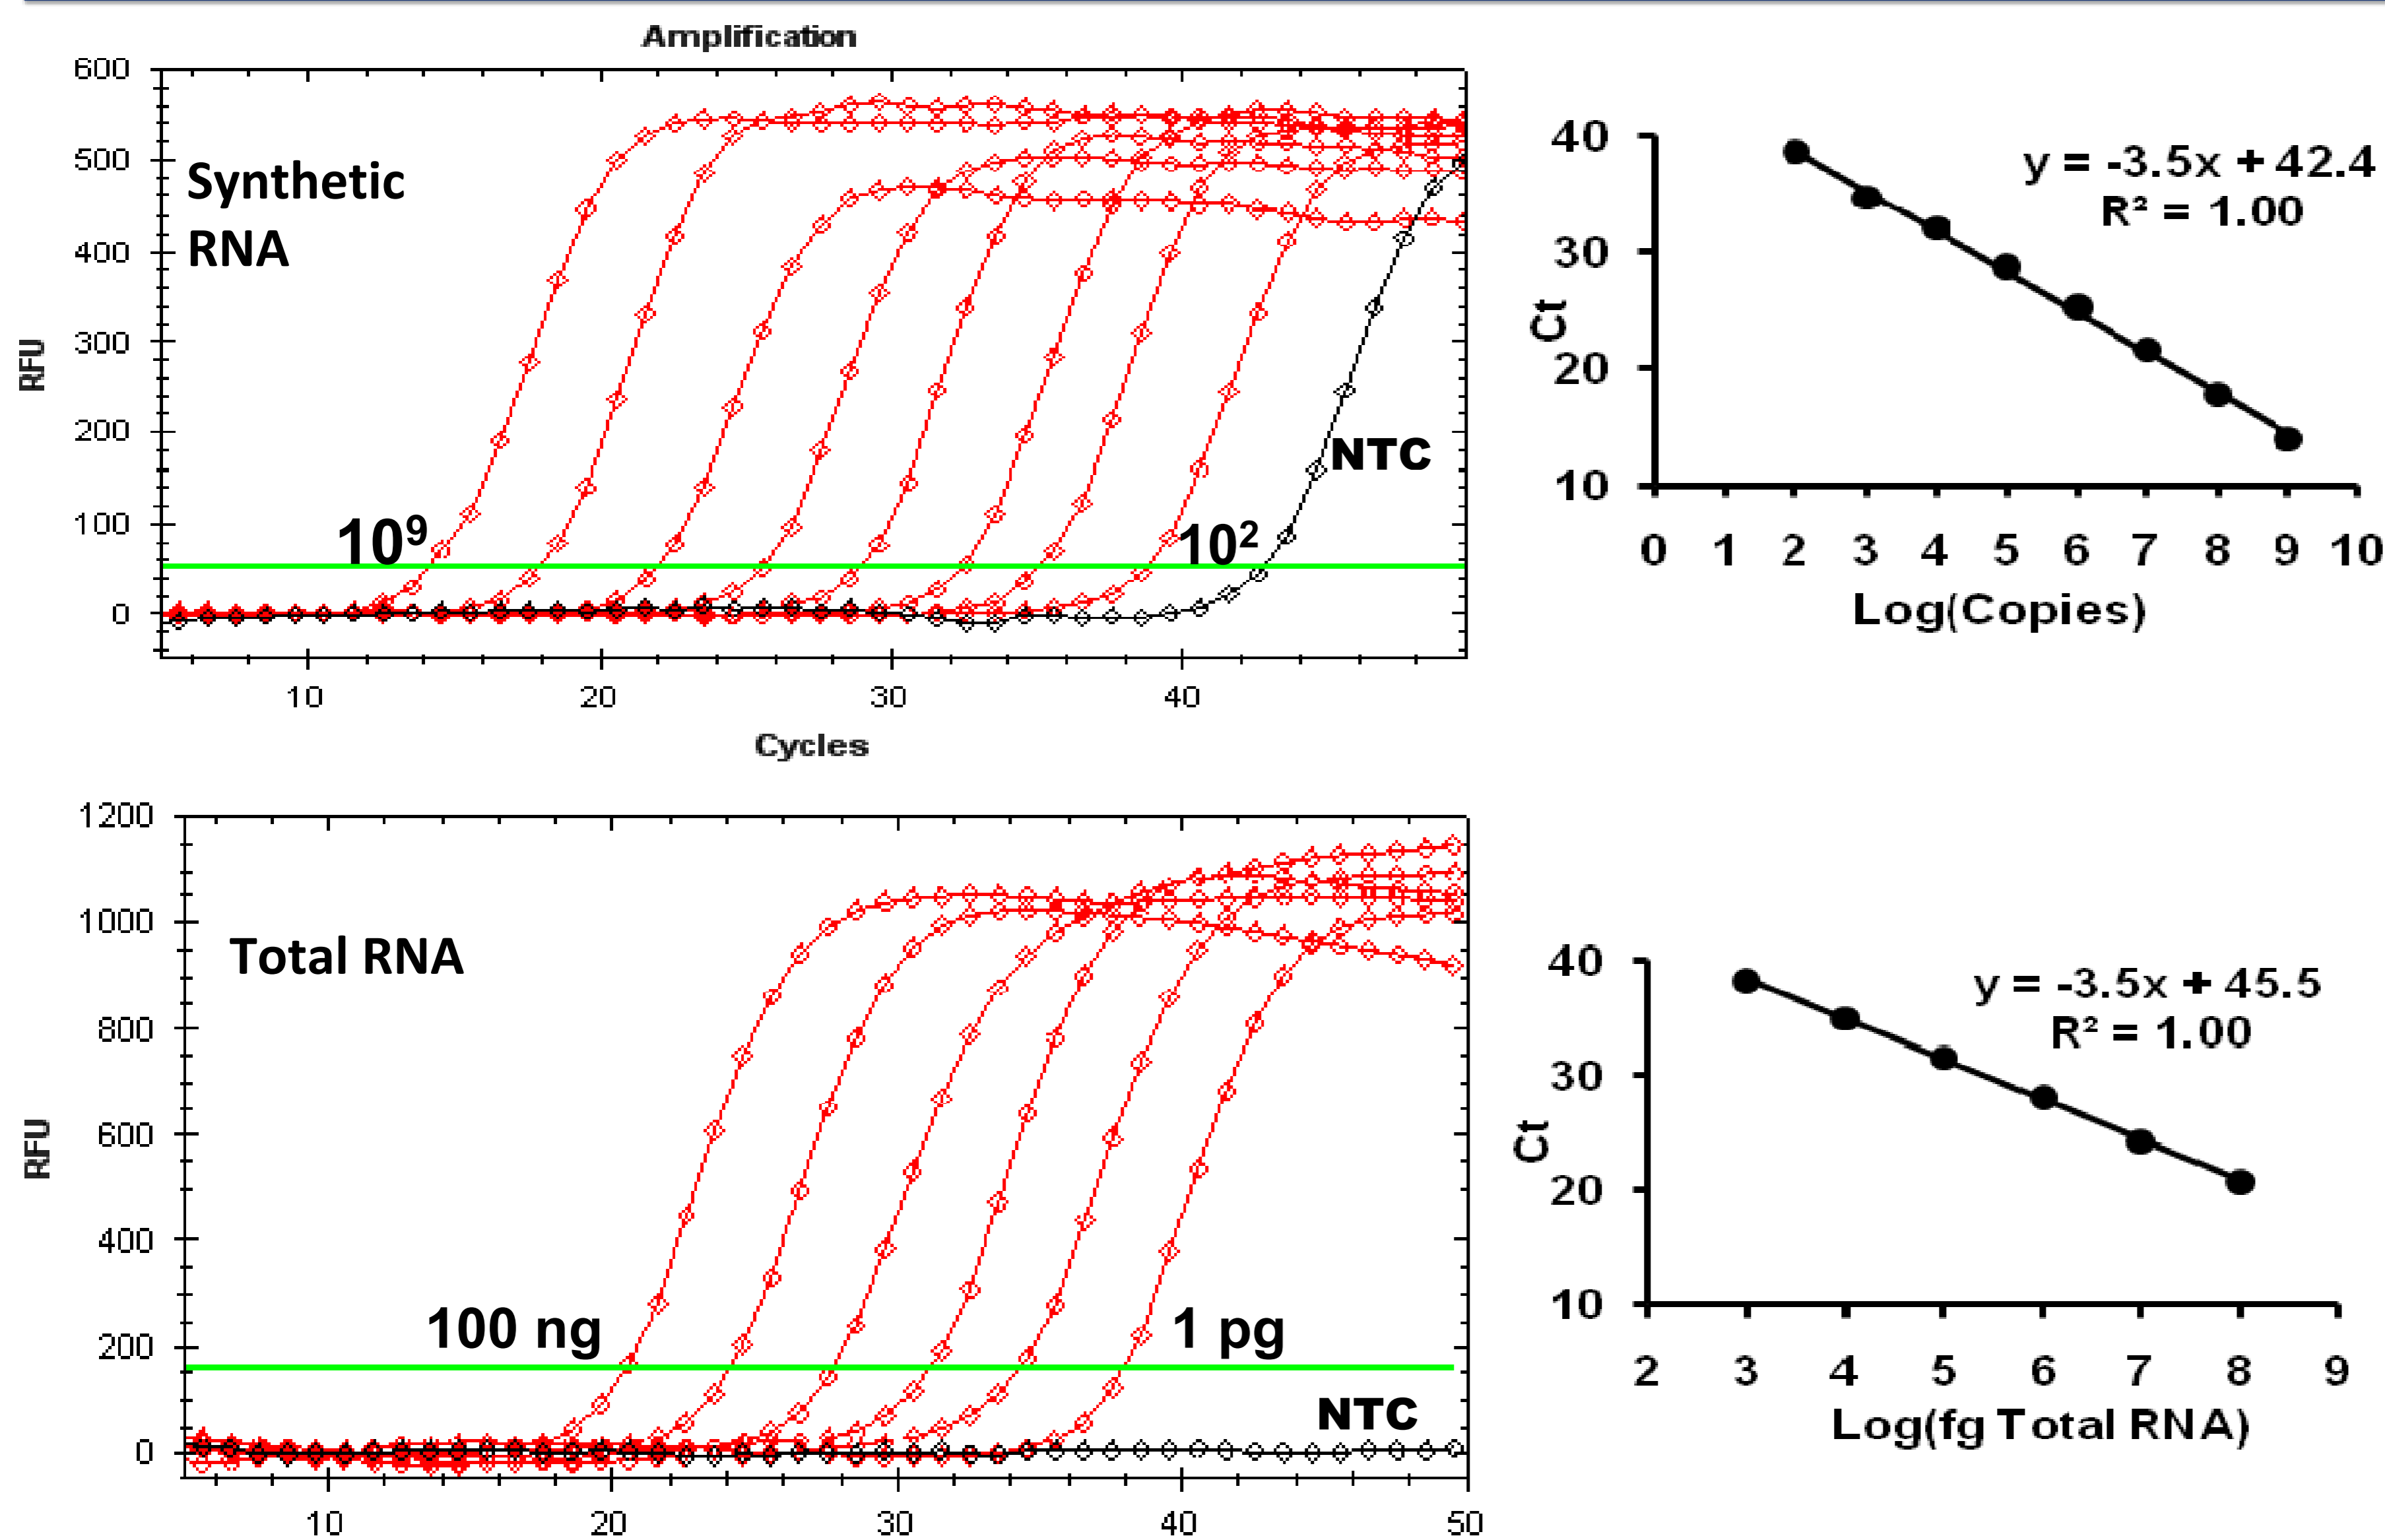 Amplification
600
500
400
300
200
100
0
RFU
Synthetic
RNA
10⁹
10²
NTC
10
20
30
40
Cycles
40
30
20
10
Ct
y = -3.5x + 42.4
R² = 1.00
0 1 2 3 4 5 6 7 8 9 10
Log(Copies)
1200
1000
800
600
400
200
0
RFU
Total RNA
100 ng
1 pg
NTC
10
20
30
40
50
40
30
20
10
Ct
y = -3.5x + 45.5
R² = 1.00
2 3 4 5 6 7 8 9
Log(fg Total RNA)